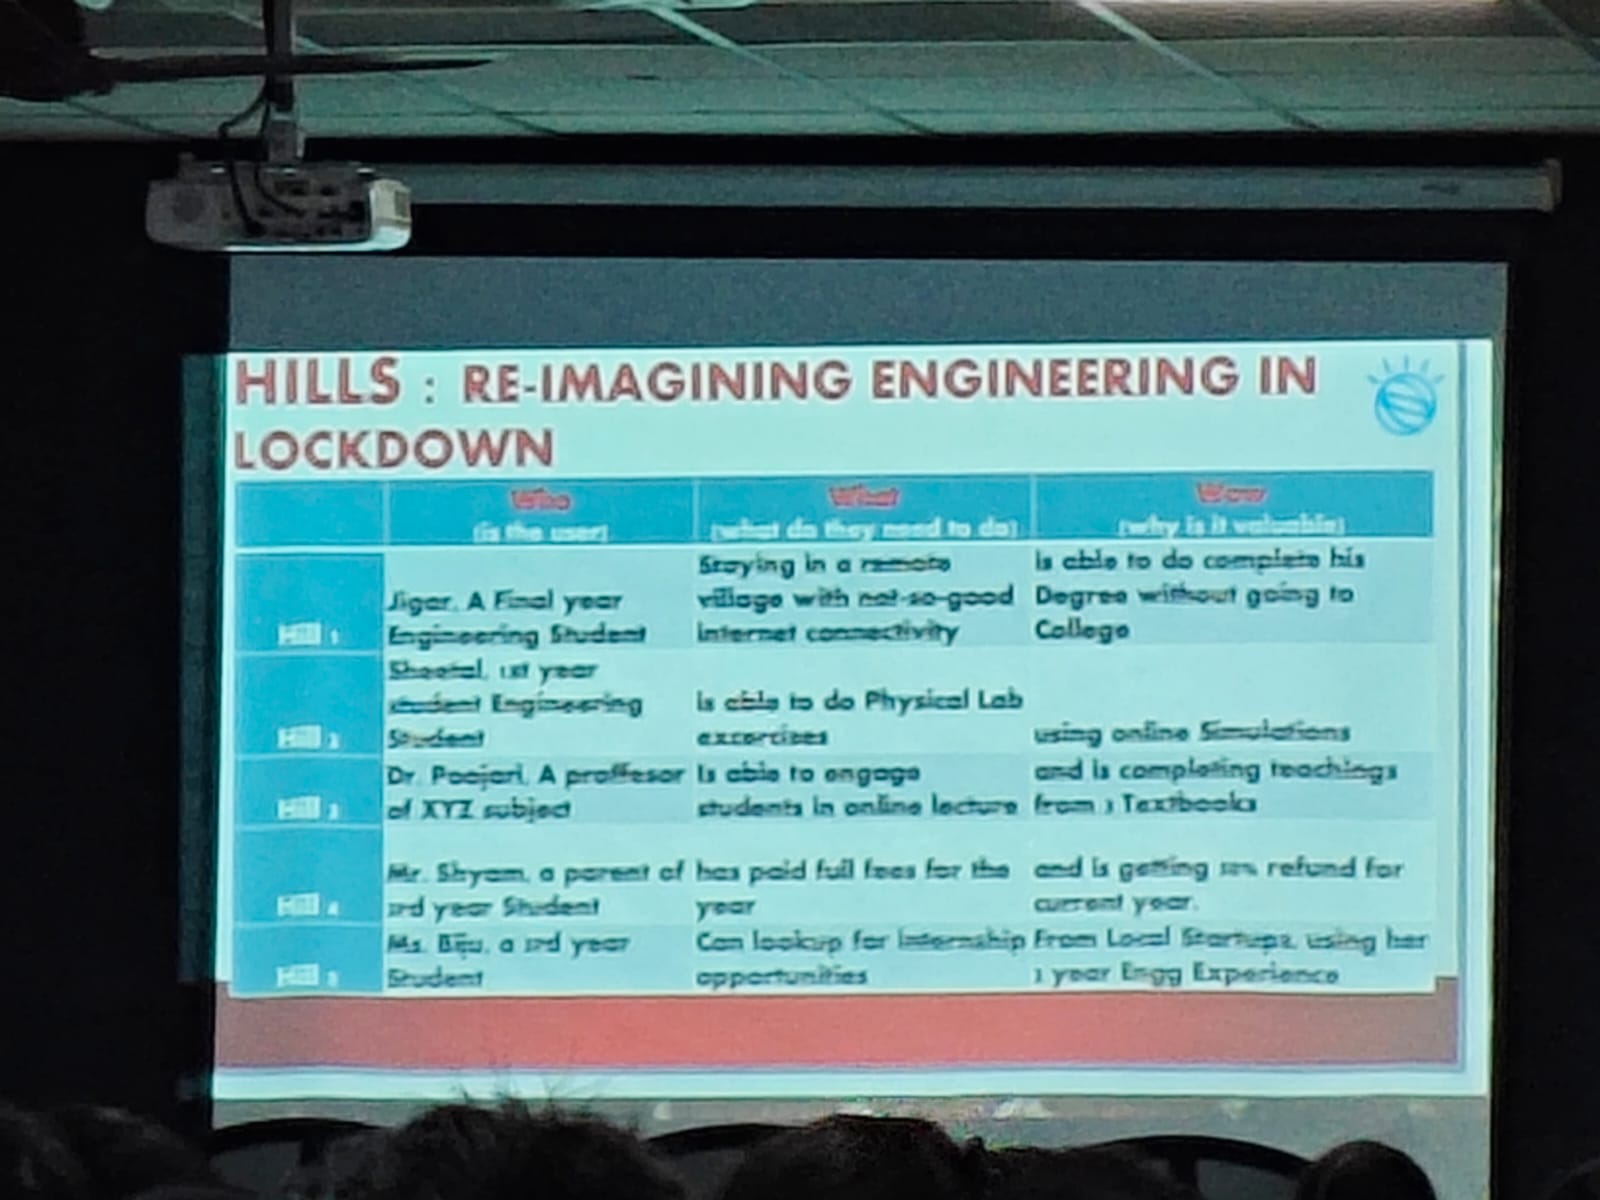 HILLS : RE-IMAGINING ENGINEERING IN
LOCKDOWN
Who
(is the user)
What
(what do they need to do)
Wow
(why is it valuable)
Hill 1
Jigar, A Final year
Engineering Student
Staying in a remote
village with not-so-good
internet connectivity
is able to do complete his
Degree without going to
College
Hill 2
Sheetal, 1st year
student Engineering
Student
is able to do Physical Lab
excercises
using online Simulations
Hill 3
Dr. Poojari, A proffesor
of XYZ subject
is able to engage
students in online lecture
and is completing teachings
from 3 Textbooks
Hill 4
Mr. Shyam, a parent of
3rd year Student
has paid full fees for the
year
and is getting refund for
current year.
Hill 5
Ms. Biju, a 3rd year
Student
Can lookup for internship
opportunities
From Local Startups, using her
year Engg Experience